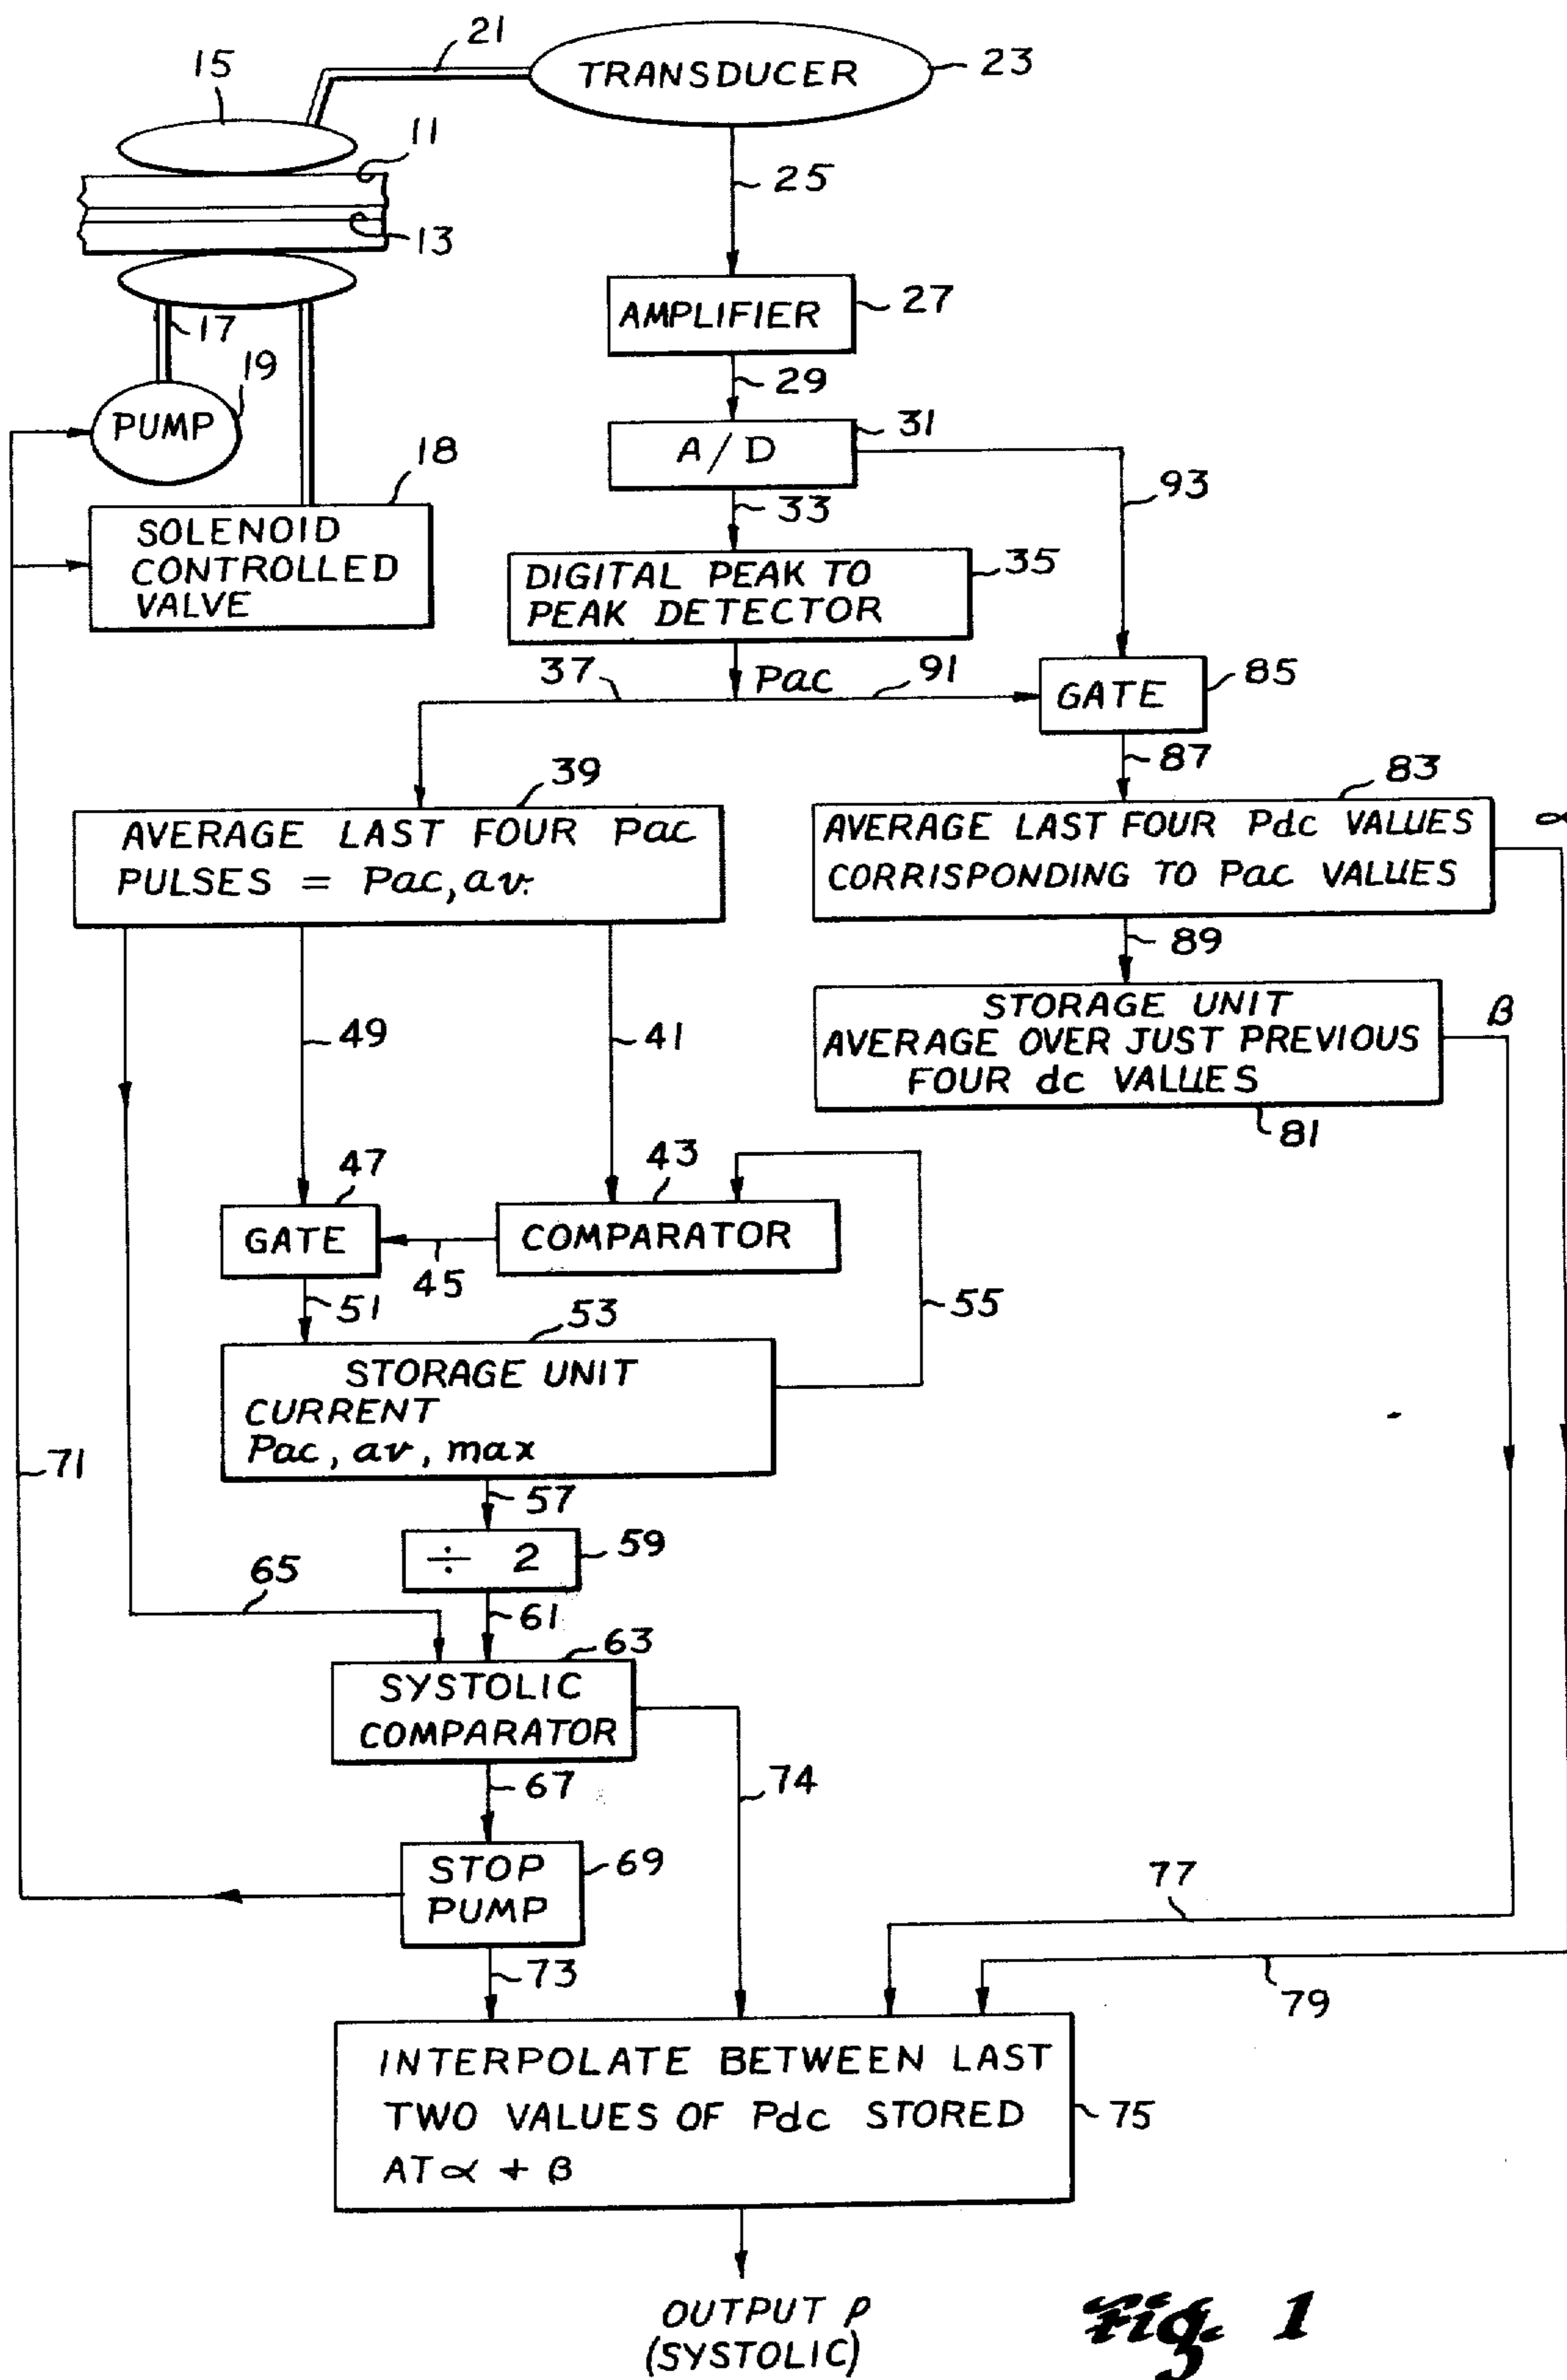 21
15
TRANSDUCER
23
11
25
13
AMPLIFIER
27
17
29
19
PUMP
A/D
31
18
93
33
SOLENOID
CONTROLLED
VALVE
DIGITAL PEAK TO
PEAK DETECTOR
35
37
Pac
91
GATE
85
87
39
83
AVERAGE LAST FOUR Pac
PULSES = Pac, av.
AVERAGE LAST FOUR Pdc VALUES
CORRISPONDING TO Pac VALUES
α
89
STORAGE UNIT
AVERAGE OVER JUST PREVIOUS
FOUR dc VALUES
β
49
41
81
47
43
GATE
COMPARATOR
45
51
55
53
STORAGE UNIT
CURRENT
Pac, av, max
71
57
÷ 2
59
65
61
63
SYSTOLIC
COMPARATOR
67
74
STOP
PUMP
69
77
73
79
INTERPOLATE BETWEEN LAST
TWO VALUES OF Pdc STORED
AT α + β
75
OUTPUT P
(SYSTOLIC)
Fig. 1